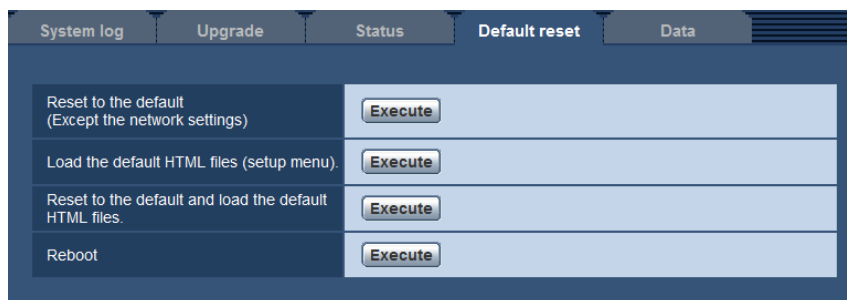 System log Upgrade Status Default reset Data
Reset to the default
(Except the network settings)
Execute
Load the default HTML files (setup menu).
Execute
Reset to the default and load the default
HTML files.
Execute
Reboot
Execute